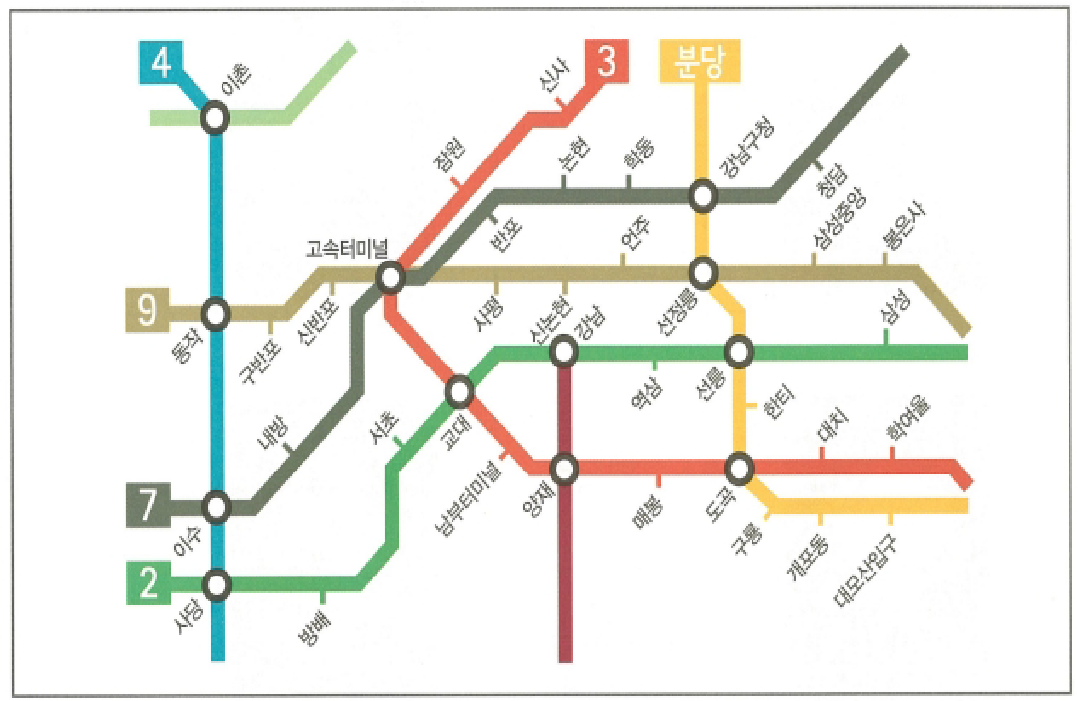 4
이촌
신사
3
분당
잠원
논현
학동
강남구청
청담
반포
언주
삼성중앙
봉은사
고속터미널
9
동작
구반포
신반포
사평
신논현
강남
선정릉
삼성
내방
서초
교대
역삼
선릉
한티
대치
학여울
7
이수
남부터미널
양재
매봉
도곡
구룡
개포동
대모산입구
2
사당
방배